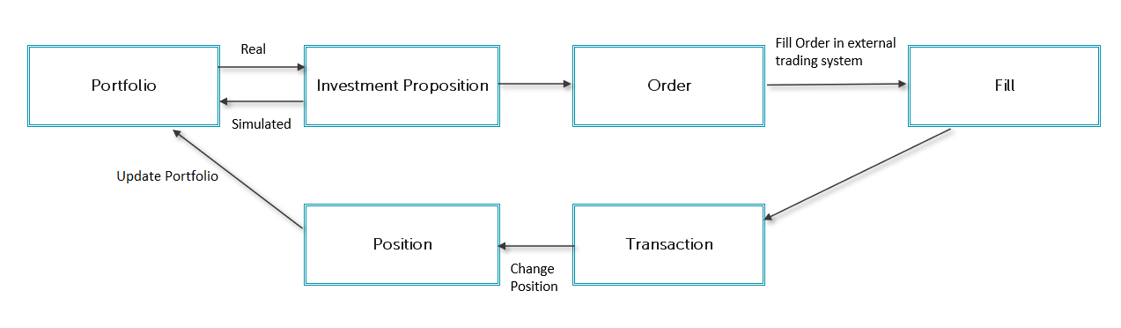 Real
Fill Order in external
trading system
Portfolio
Investment Proposition
Order
Fill
Simulated
Update Portfolio
Position
Transaction
Change
Position